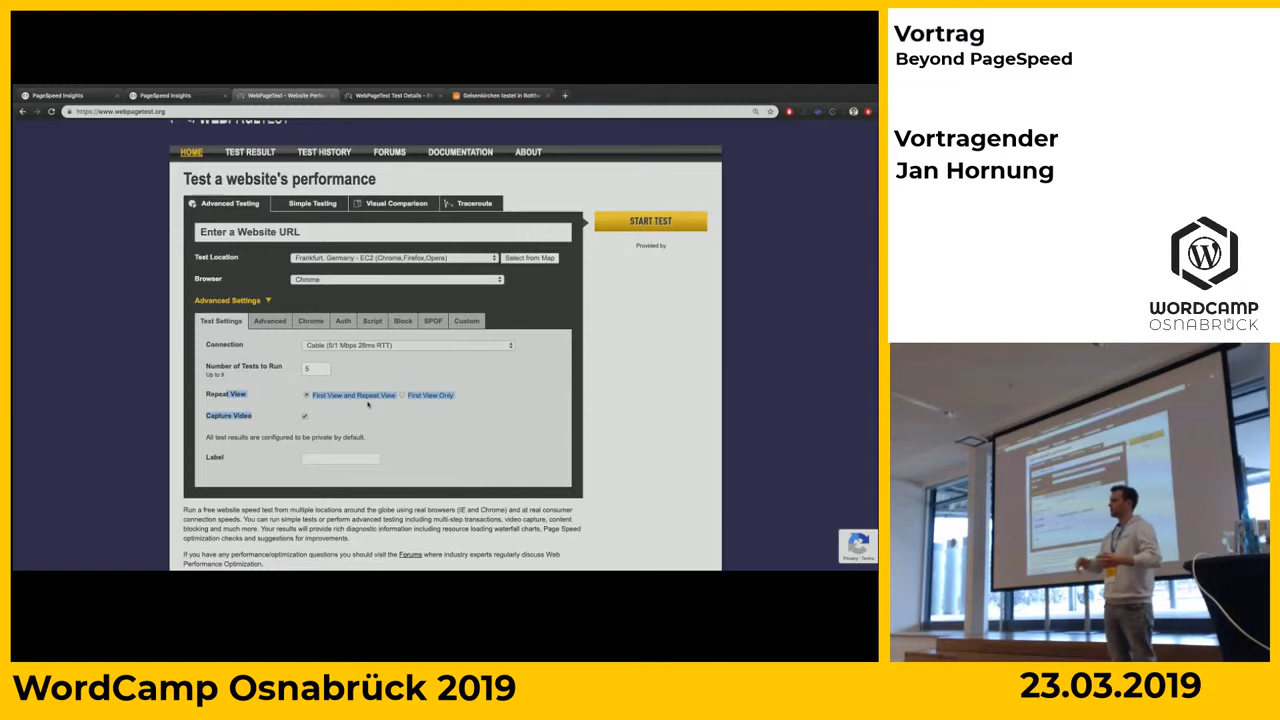 PageSpeed Insights
PageSpeed Insights
WebPageTest - Website Perf
WebPageTest Test Details - Fr
Gelsenkirchen testet in Rotth
https://www.webpagetest.org
HOME
TEST RESULT
TEST HISTORY
FORUMS
DOCUMENTATION
ABOUT
Test a website's performance
Advanced Testing
Simple Testing
Visual Comparison
Traceroute
Enter a Website URL
START TEST
Provided by
Test Location
Frankfurt, Germany - EC2 (Chrome,Firefox,Opera)
Select from Map
Browser
Chrome
Advanced Settings
Test Settings
Advanced
Chrome
Auth
Script
Block
SPOF
Custom
Connection
Cable (5/1 Mbps 28ms RTT)
Number of Tests to Run
Up to 9
5
Repeat View
First View and Repeat View
First View Only
Capture Video
All test results are configured to be private by default.
Label
Run a free website speed test from multiple locations around the globe using real browsers (IE and Chrome) and at real consumer
connection speeds. You can run simple tests or perform advanced testing including multi-step transactions, video capture, content
blocking and much more. Your results will provide rich diagnostic information including resource loading waterfall charts, Page Speed
optimization checks and suggestions for improvements.
If you have any performance/optimization questions you should visit the Forums where industry experts regularly discuss Web
Performance Optimization.
Privacy - Terms
Vortrag
Beyond PageSpeed
Vortragender
Jan Hornung
WORDCAMP
OSNABRÜCK
WordCamp Osnabrück 2019
23.03.2019